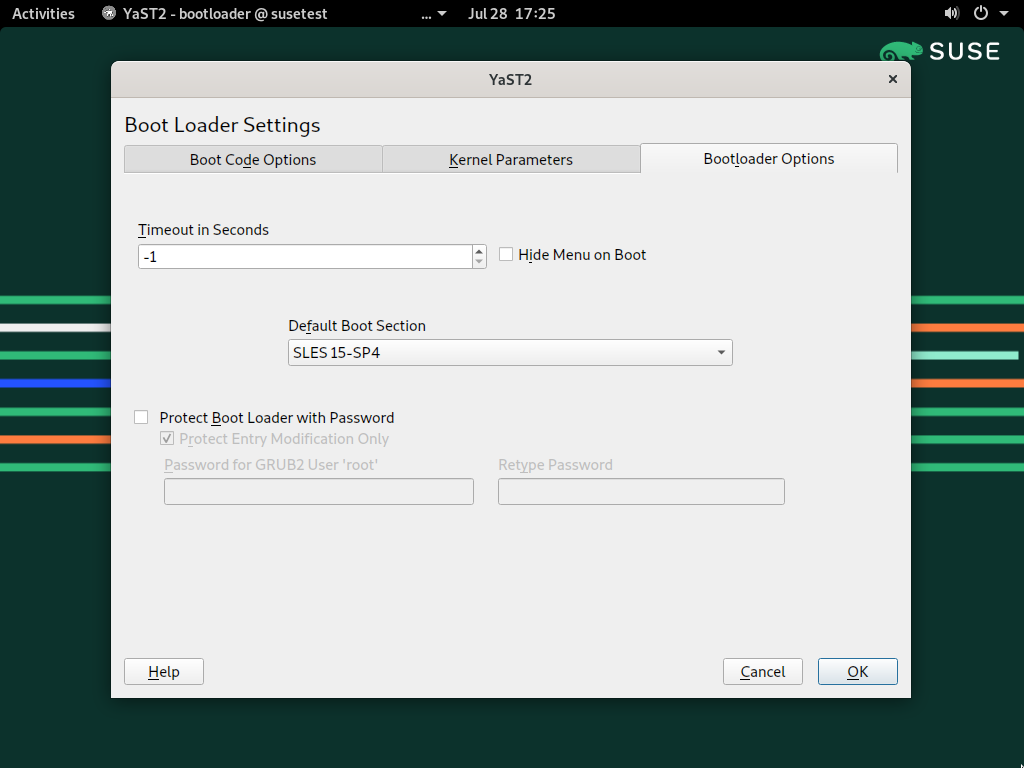 Activities YaST2 - bootloader @ susetest ... Jul 28 17:25
SUSE
YaST2
Boot Loader Settings
Boot Code Options Kernel Parameters Bootloader Options
Timeout in Seconds
-1 Hide Menu on Boot
Default Boot Section
SLES 15-SP4
Protect Boot Loader with Password
Protect Entry Modification Only
Password for GRUB2 User 'root' Retype Password
Help Cancel OK